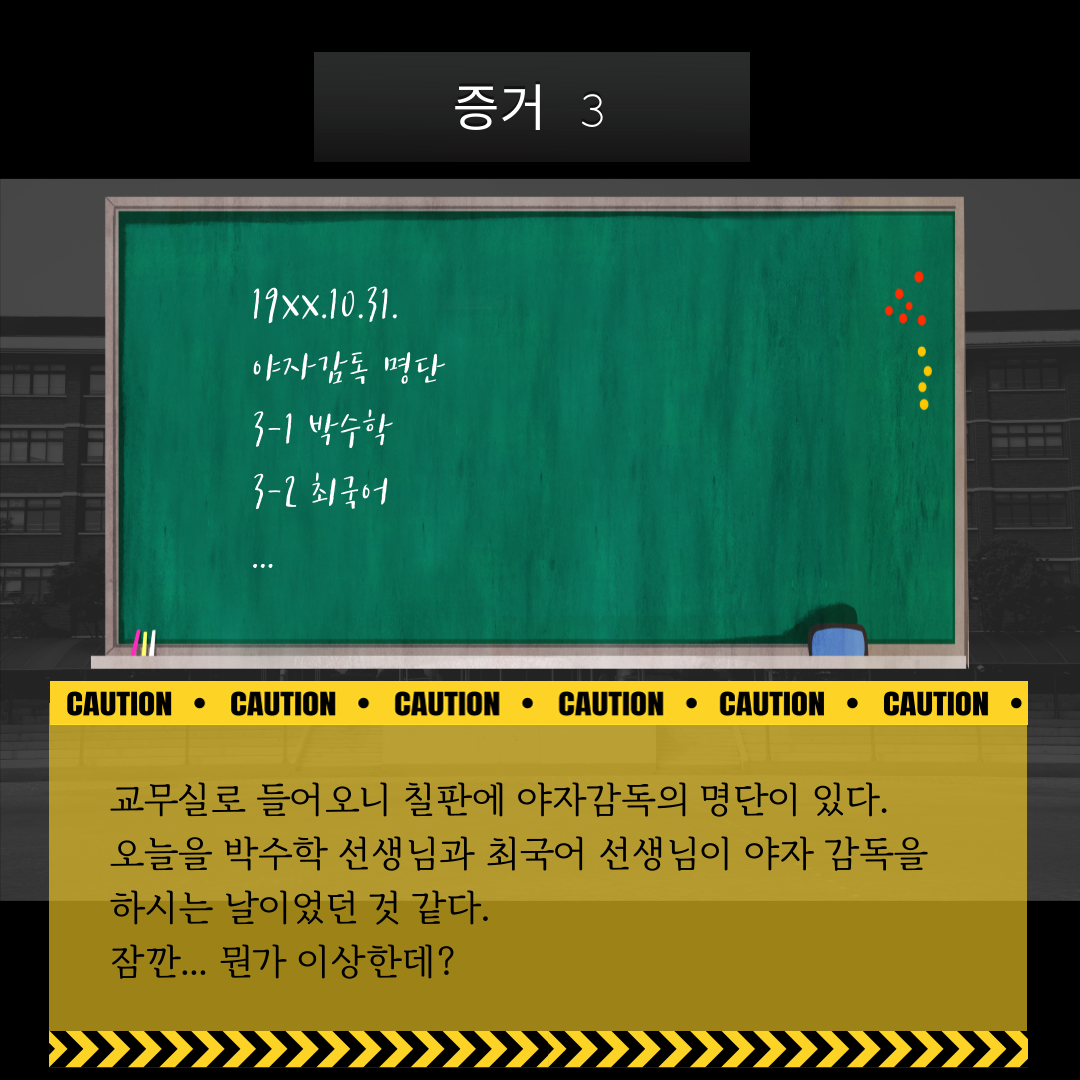 증거 3
19xx.10.31.
야자감독 명단
3-1 박수학
3-2 최국어
...
CAUTION • CAUTION • CAUTION • CAUTION • CAUTION • CAUTION •
교무실로 들어오니 칠판에 야자감독의 명단이 있다.
오늘을 박수학 선생님과 최국어 선생님이 야자 감독을
하시는 날이었던 것 같다.
잠깐... 뭔가 이상한데?